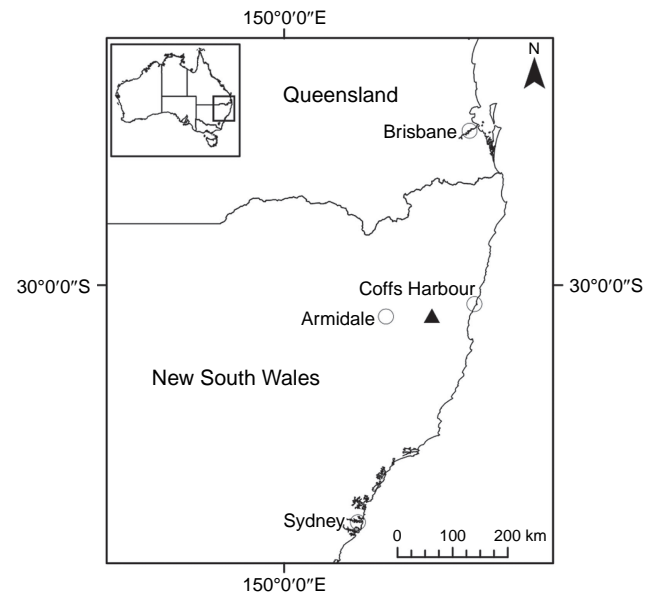 150°0′0″E
N
Queensland
Brisbane
30°0′0″S
30°0′0″S
Coffs Harbour
Armidale
New South Wales
Sydney
0 100 200 km
150°0′0″E